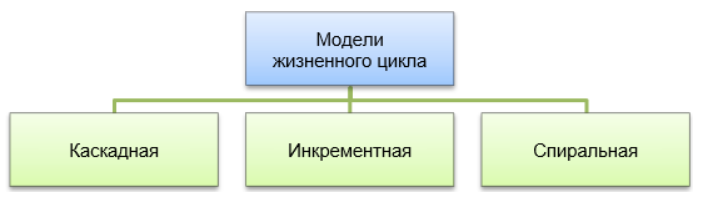 Модели
жизненного цикла
Каскадная
Инкрементная
Спиральная